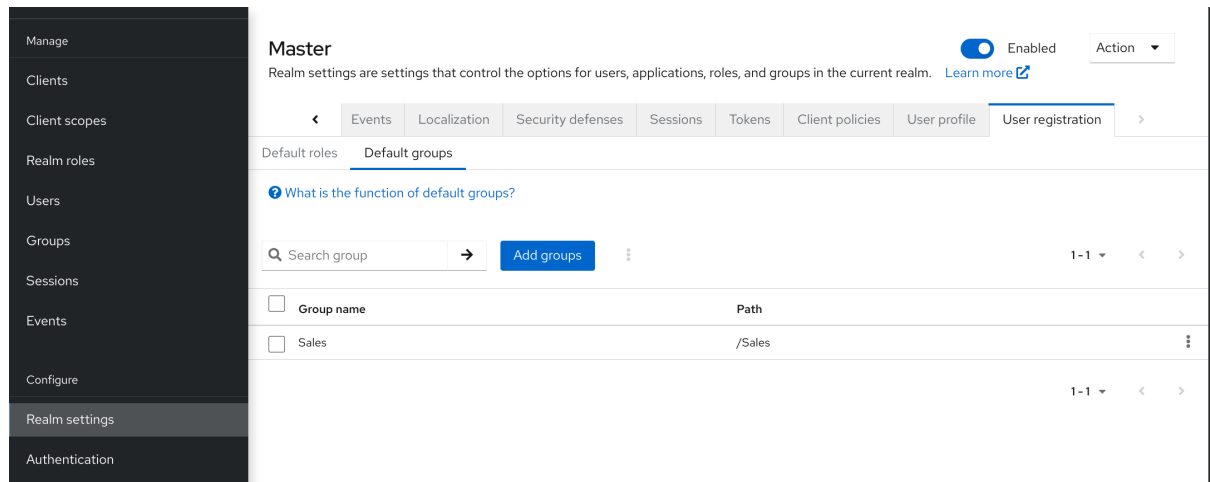 Manage
Clients
Client scopes
Realm roles
Users
Groups
Sessions
Events
Configure
Realm settings
Authentication
Master
Enabled
Action
Realm settings are settings that control the options for users, applications, roles, and groups in the current realm. Learn more
Events Localization Security defenses Sessions Tokens Client policies User profile User registration
Default roles Default groups
What is the function of default groups?
Search group Add groups 1 - 1
Group name Path
Sales /Sales
1 - 1